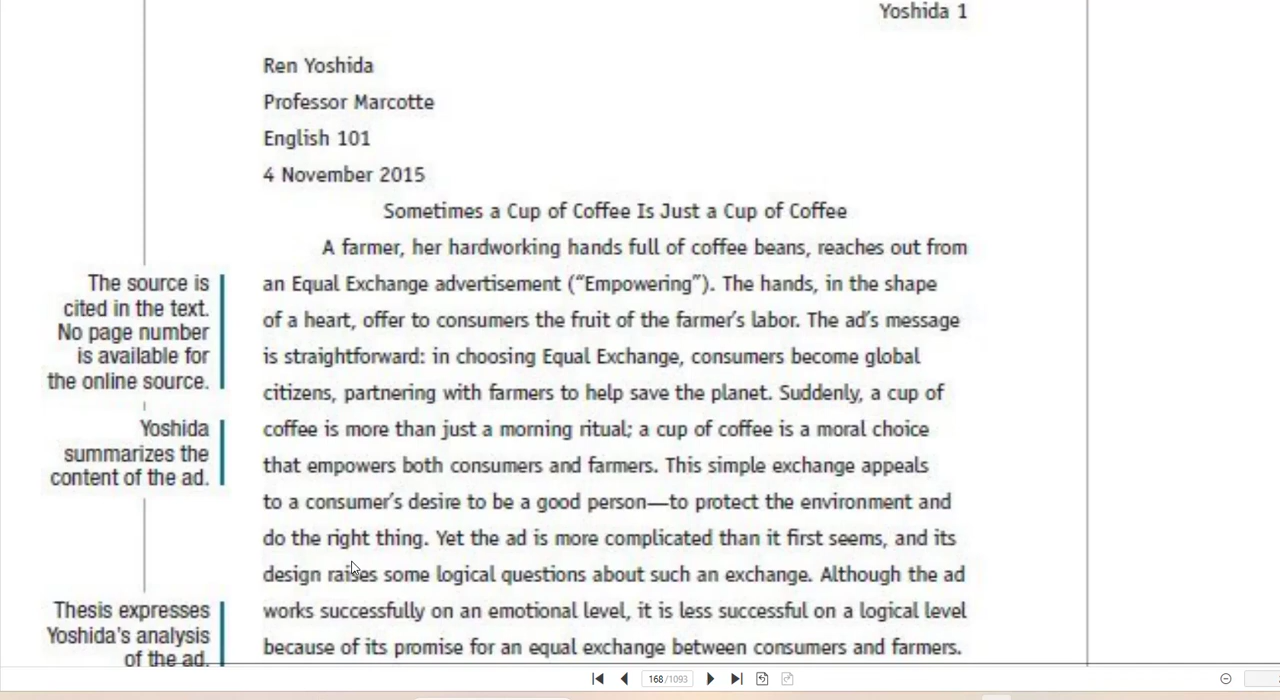 Yoshida 1
Ren Yoshida
Professor Marcotte
English 101
4 November 2015
Sometimes a Cup of Coffee Is Just a Cup of Coffee
A farmer, her hardworking hands full of coffee beans, reaches out from
an Equal Exchange advertisement (“Empowering”). The hands, in the shape
of a heart, offer to consumers the fruit of the farmer’s labor. The ad’s message
is straightforward: in choosing Equal Exchange, consumers become global
citizens, partnering with farmers to help save the planet. Suddenly, a cup of
coffee is more than just a morning ritual; a cup of coffee is a moral choice
that empowers both consumers and farmers. This simple exchange appeals
to a consumer’s desire to be a good person—to protect the environment and
do the right thing. Yet the ad is more complicated than it first seems, and its
design raises some logical questions about such an exchange. Although the ad
works successfully on an emotional level, it is less successful on a logical level
because of its promise for an equal exchange between consumers and farmers.
The source is
cited in the text.
No page number
is available for
the online source.
Yoshida
summarizes the
content of the ad.
Thesis expresses
Yoshida’s analysis
of the ad.
168/1093